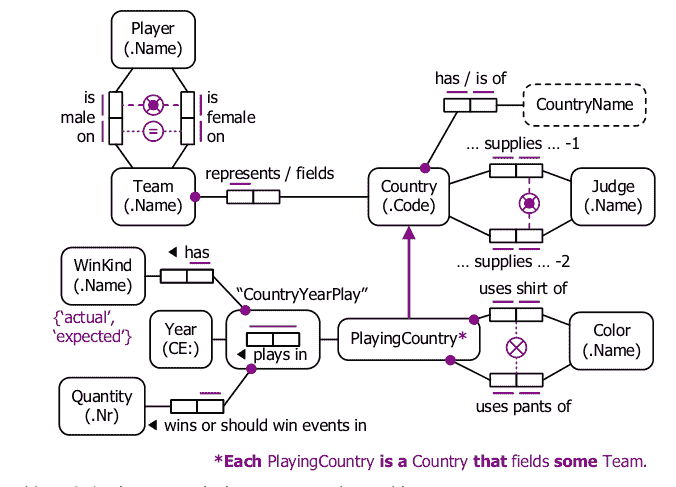 Player
(.Name)
is
male
on
is
female
on
=
Team
(.Name)
represents / fields
has / is of
CountryName
Country
(.Code)
... supplies ... -1
Judge
(.Name)
... supplies ... -2
WinKind
(.Name)
{‘actual’,
‘expected’}
◄ has
“CountryYearPlay”
Year
(CE:)
◄ plays in
PlayingCountry*
uses shirt of
Color
(.Name)
uses pants of
Quantity
(.Nr)
◄ wins or should win events in
*Each PlayingCountry is a Country that fields some Team.